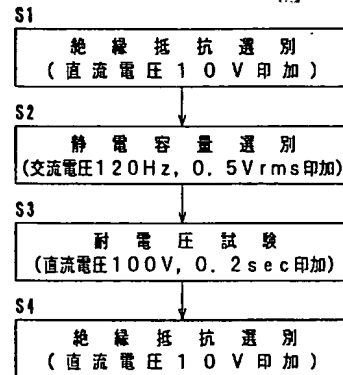 S1
絶縁抵抗選別
(直流電圧10V印加)
S2
静電容量選別
(交流電圧120Hz, 0.5Vrms印加)
S3
耐電圧試験
(直流電圧100V, 0.2sec印加)
S4
絶縁抵抗選別
(直流電圧10V印加)